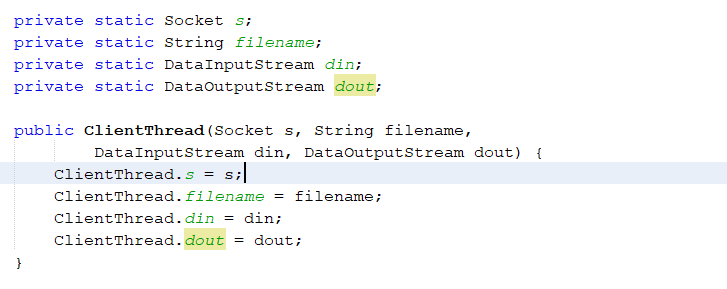 private static Socket s;
private static String filename;
private static DataInputStream din;
private static DataOutputStream dout;
public ClientThread(Socket s, String filename,
DataInputStream din, DataOutputStream dout) {
ClientThread.s = s;
ClientThread.filename = filename;
ClientThread.din = din;
ClientThread.dout = dout;
}